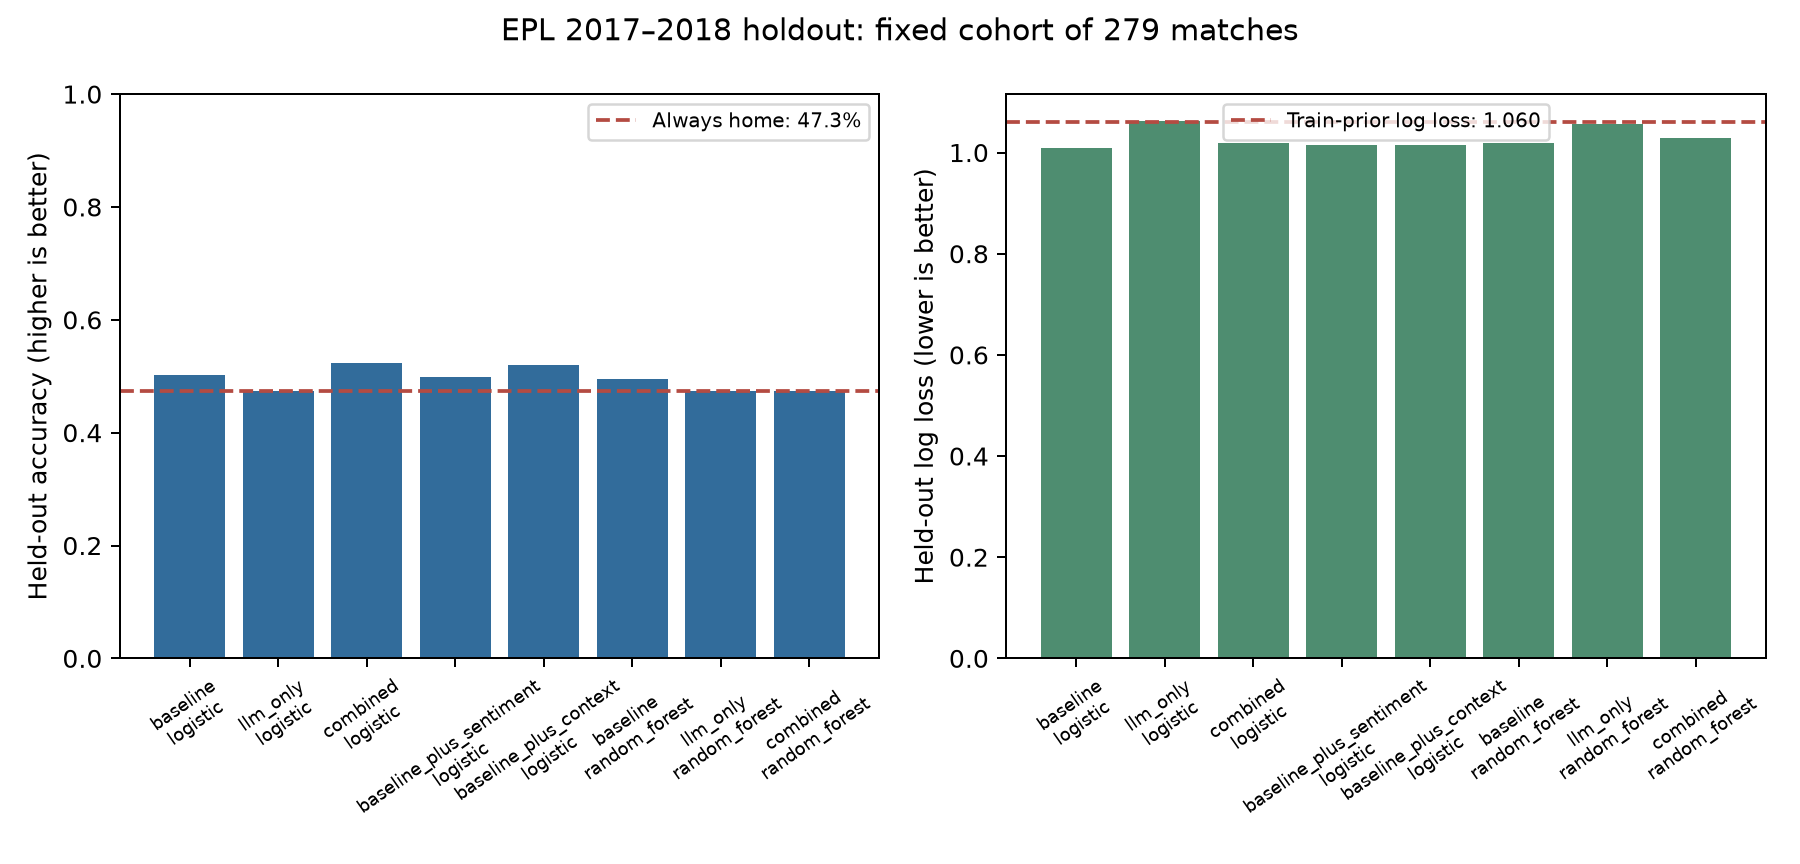 EPL 2017–2018 holdout: fixed cohort of 279 matches
Held-out accuracy (higher is better)
1.0
0.8
0.6
0.4
0.2
0.0
Always home: 47.3%
baseline
logistic
llm_only
logistic
combined
logistic
baseline_plus_sentiment
logistic
baseline_plus_context
logistic
baseline
random_forest
llm_only
random_forest
combined
random_forest
Held-out log loss (lower is better)
1.0
0.8
0.6
0.4
0.2
0.0
Train-prior log loss: 1.060
baseline
logistic
llm_only
logistic
combined
logistic
baseline_plus_sentiment
logistic
baseline_plus_context
logistic
baseline
random_forest
llm_only
random_forest
combined
random_forest